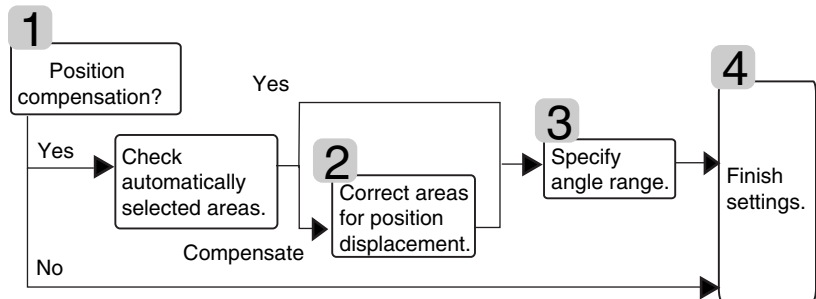 1
Position
compensation?
Yes
Check
automatically
selected areas.
Yes
2
Correct areas
for position
displacement.
Compensate
3
Specify
angle range.
4
Finish
settings.
No